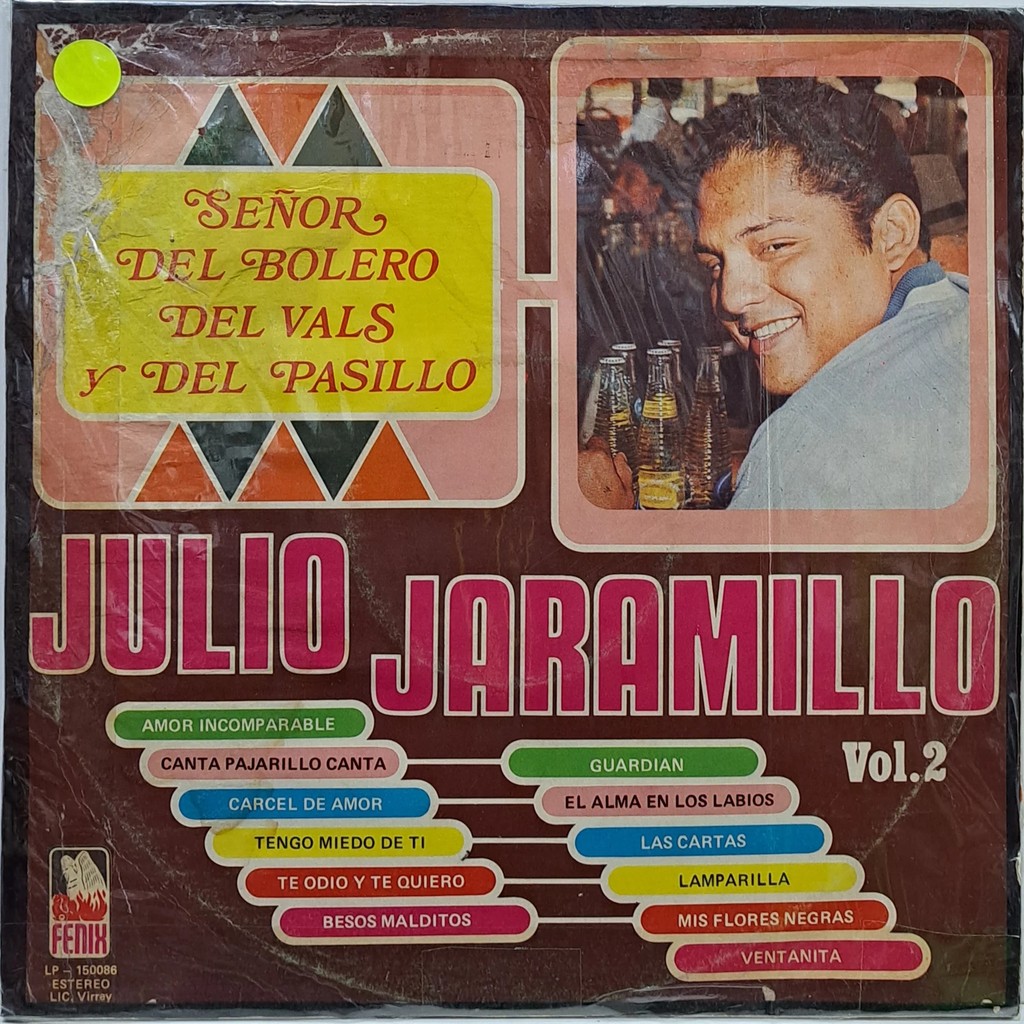 SEÑOR
DEL BOLERO
DEL VALS
y DEL PASILLO
JULIO JARAMILLO
Vol.2
AMOR INCOMPARABLE
CANTA PAJARILLO CANTA
CARCEL DE AMOR
TENGO MIEDO DE TI
TE ODIO Y TE QUIERO
BESOS MALDITOS
GUARDIAN
EL ALMA EN LOS LABIOS
LAS CARTAS
LAMPARILLA
MIS FLORES NEGRAS
VENTANITA
FENIX
LP - 150086
ESTEREO
LIC. Virrey